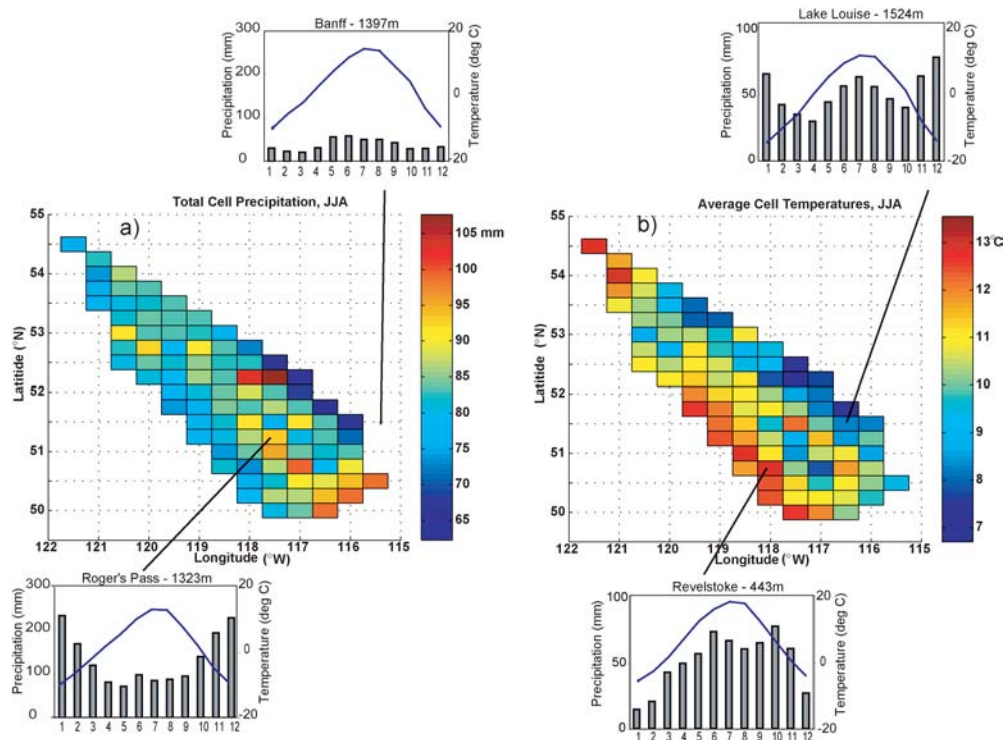 Banff - 1397m
Precipitation (mm)
300
200
100
0
20
0
-20
Temperature (deg C)
1 2 3 4 5 6 7 8 9 10 11 12
Lake Louise - 1524m
Precipitation (mm)
100
50
0
20
0
-20
Temperature (deg C)
1 2 3 4 5 6 7 8 9 10 11 12
Total Cell Precipitation, JJA
a)
Latitide (°N)
55
54
53
52
51
50
122 121 120 119 118 117 116 115
Longitude (°W)
105 mm
100
95
90
85
80
75
70
65
Average Cell Temperatures, JJA
b)
Latitide (°N)
55
54
53
52
51
50
122 121 120 119 118 117 116 115
Longitude (°W)
13°C
12
11
10
9
8
7
Roger's Pass - 1323m
Precipitation (mm)
300
200
100
0
20
0
-20
Temperature (deg C)
1 2 3 4 5 6 7 8 9 10 11 12
Revelstoke - 443m
Precipitation (mm)
100
50
0
20
0
-20
Temperature (deg C)
1 2 3 4 5 6 7 8 9 10 11 12